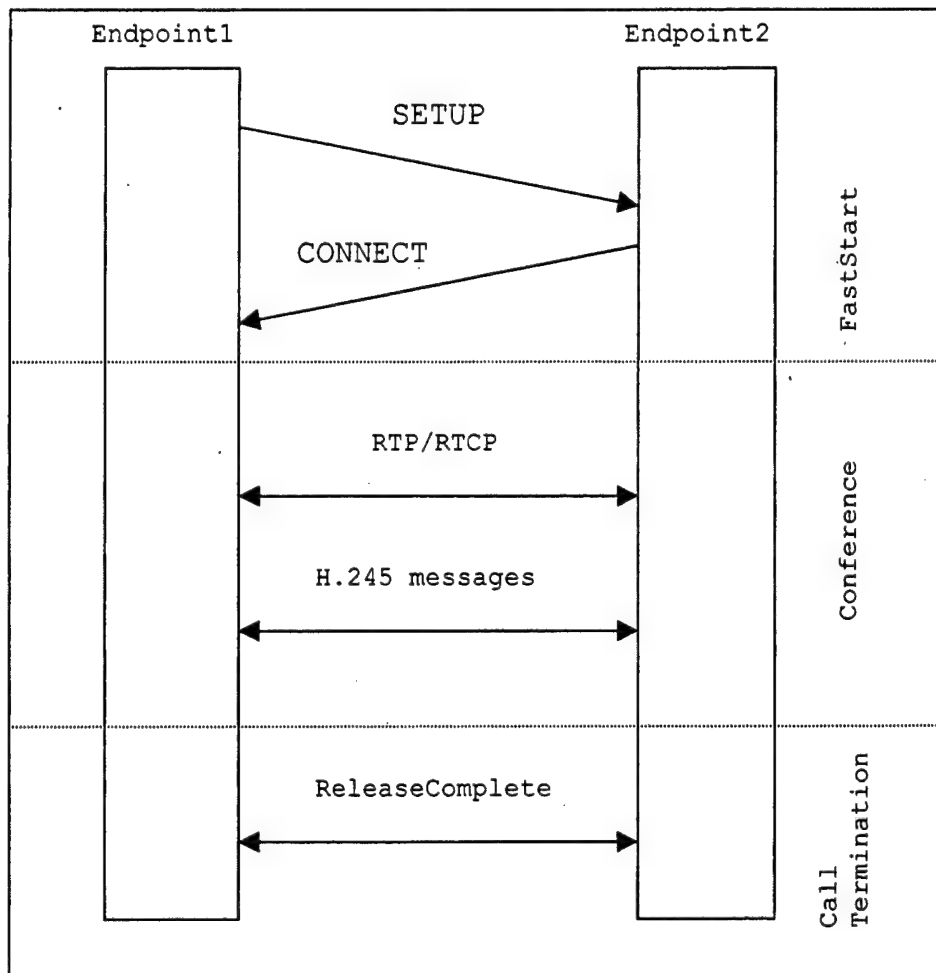 Endpoint1 Endpoint2
SETUP
CONNECT
FastStart
RTP/RTCP
H.245 messages
Conference
ReleaseComplete
Call
Termination